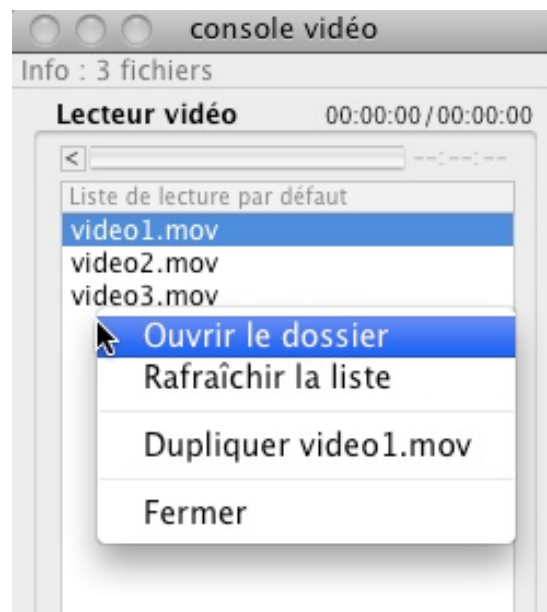 console vidéo
Info : 3 fichiers
Lecteur vidéo 00:00:00/00:00:00
< --:--:--
Liste de lecture par défaut
video1.mov
video2.mov
video3.mov
Ouvrir le dossier
Rafraîchir la liste
Dupliquer video1.mov
Fermer